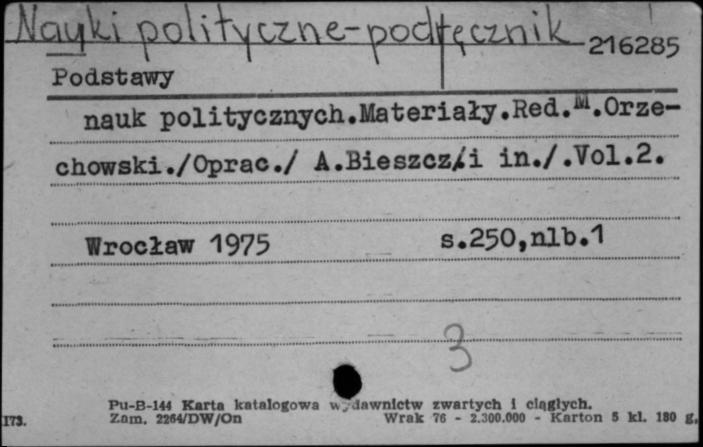 Nauki polityczne-podręcznik 216285
Podstawy
nauk politycznych.Materiały.Red.M.Orze-
chowski./Oprac./ A.Bieszcz/i in./.Vol.2.
Wrocław 1975 s.250,nlb.1
3
Pu-B-144 Karta katalogowa wydawnictw zwartych i ciągłych.
173. Zam. 2264/DW/On Wrak 76 - 2.300.000 - Karton 5 kl. 180 g.